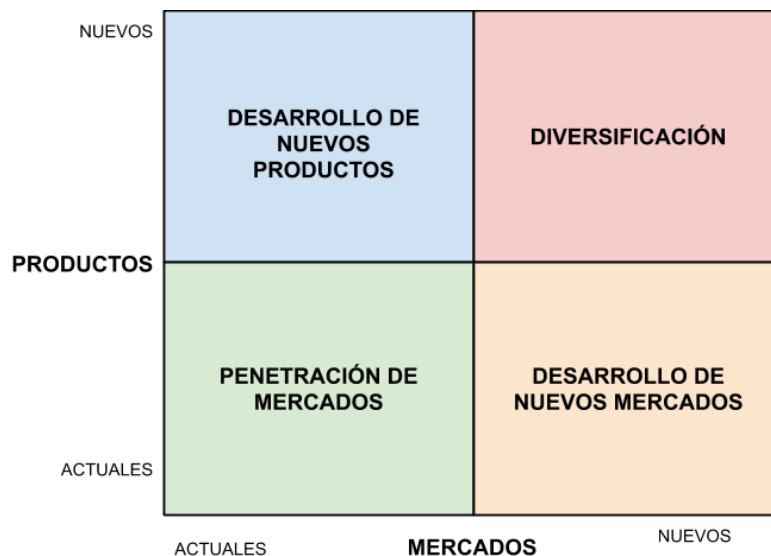 NUEVOS
DESARROLLO DE
NUEVOS
PRODUCTOS
DIVERSIFICACIÓN
PRODUCTOS
PENETRACIÓN DE
MERCADOS
DESARROLLO DE
NUEVOS MERCADOS
ACTUALES
ACTUALES
MERCADOS
NUEVOS